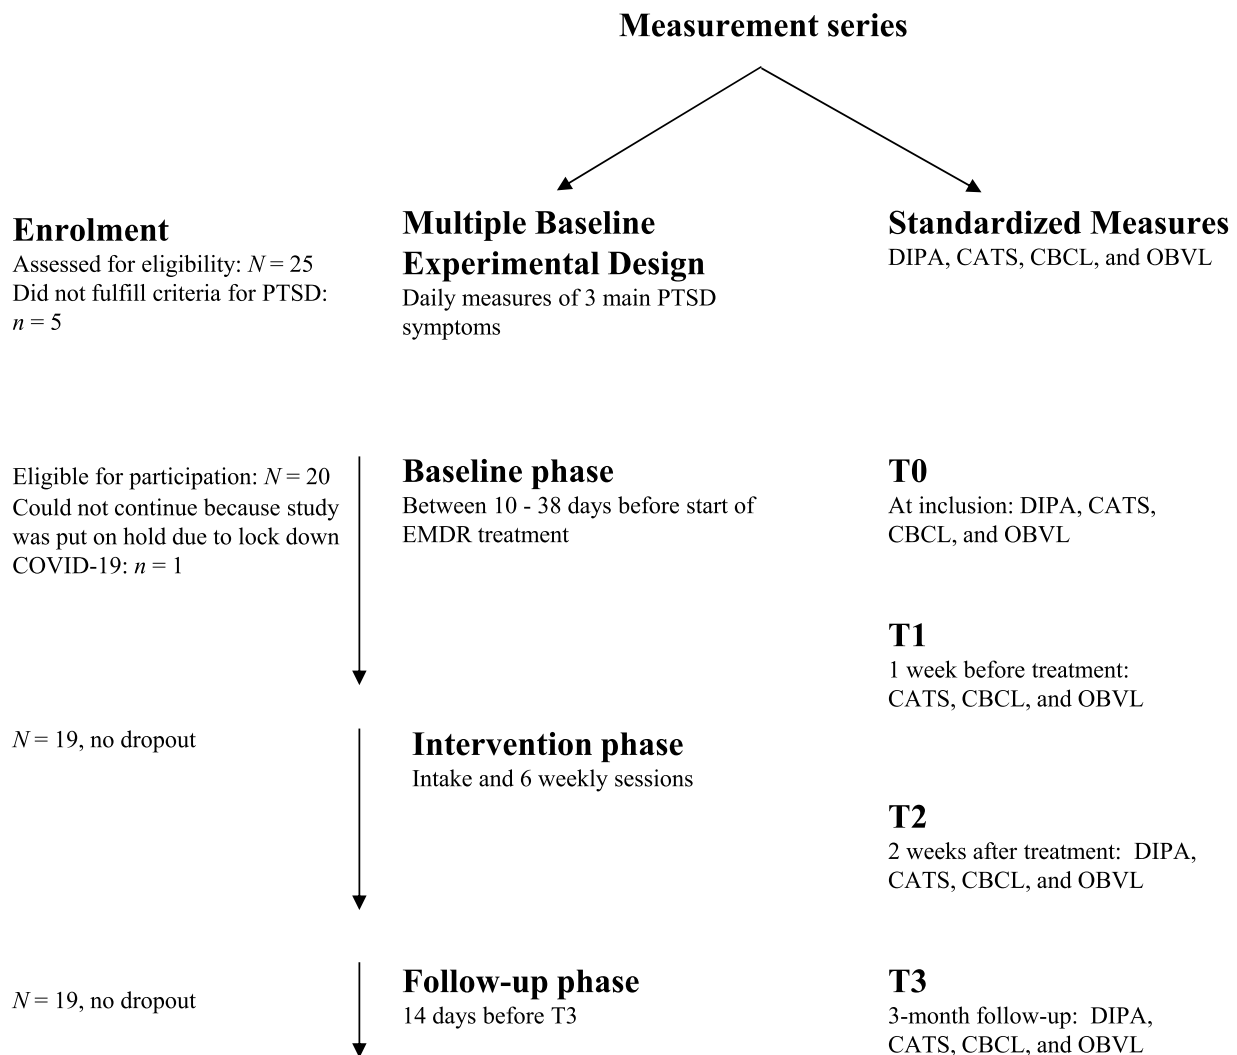 Measurement series
Enrolment
Assessed for eligibility: N = 25
Did not fulfill criteria for PTSD:
n = 5
Multiple Baseline
Experimental Design
Daily measures of 3 main PTSD
symptoms
Standardized Measures
DIPA, CATS, CBCL, and OBVL
Eligible for participation: N = 20
Could not continue because study
was put on hold due to lock down
COVID-19: n = 1
Baseline phase
Between 10 - 38 days before start of
EMDR treatment
T0
At inclusion: DIPA, CATS,
CBCL, and OBVL
T1
1 week before treatment:
CATS, CBCL, and OBVL
N = 19, no dropout
Intervention phase
Intake and 6 weekly sessions
T2
2 weeks after treatment:  DIPA,
CATS, CBCL, and OBVL
N = 19, no dropout
Follow-up phase
14 days before T3
T3
3-month follow-up:  DIPA,
CATS, CBCL, and OBVL